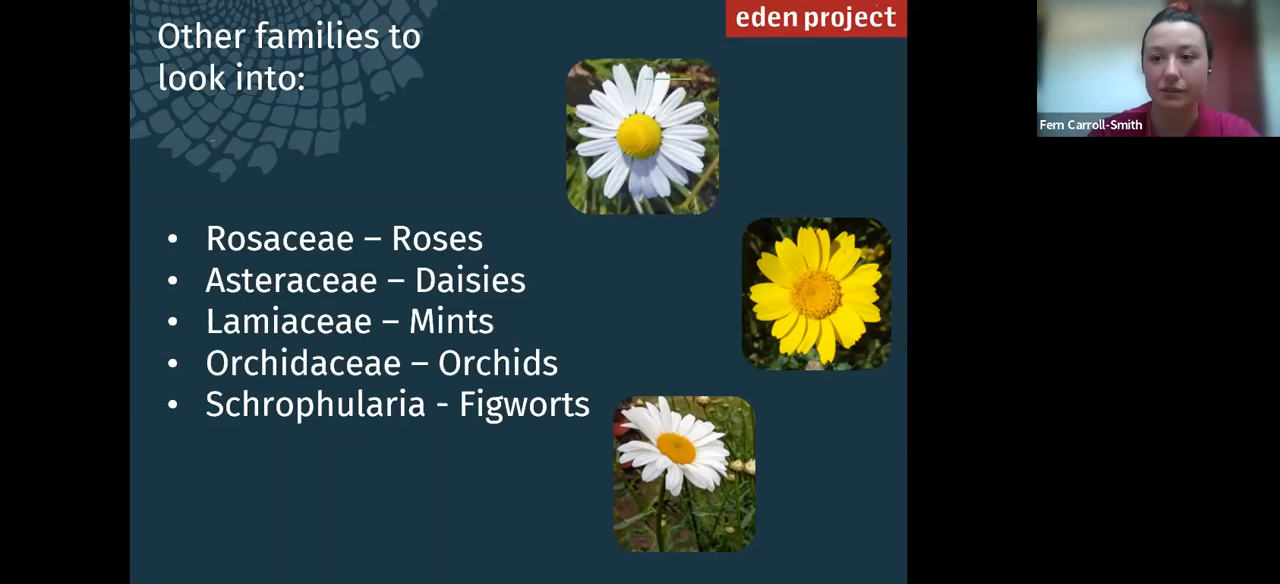 Other families to
look into:
eden project
Fern Carroll-Smith
• Rosaceae – Roses
• Asteraceae – Daisies
• Lamiaceae – Mints
• Orchidaceae – Orchids
• Schrophularia - Figworts